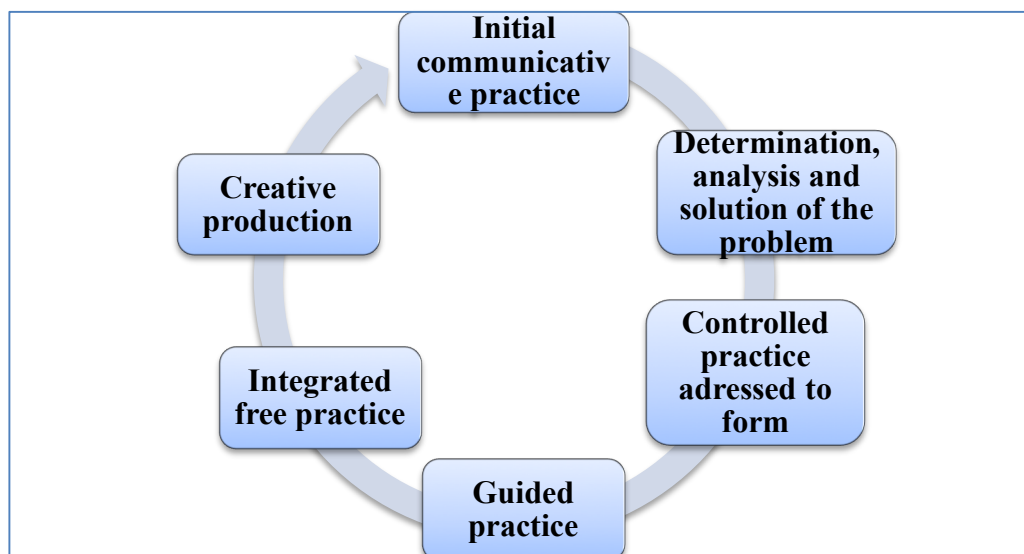 Initial
communicativ
e practice
Determination,
analysis and
solution of the
problem
Controlled
practice
adressed to
form
Guided
practice
Integrated
free practice
Creative
production